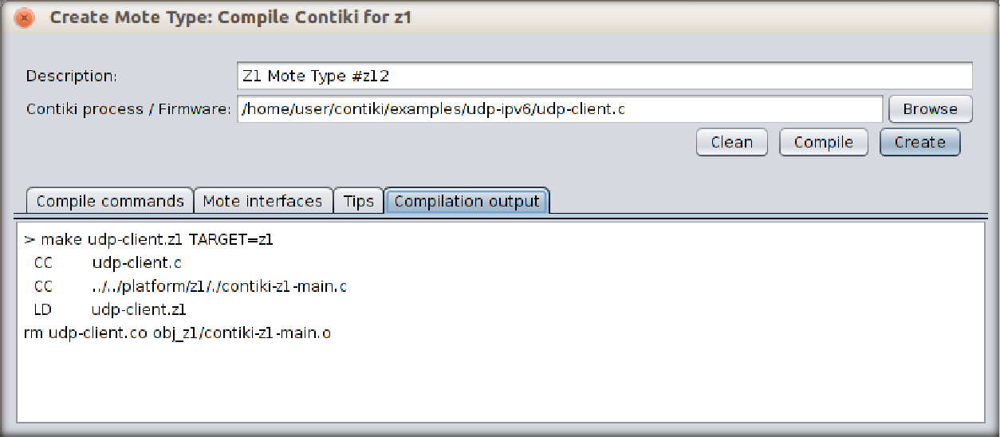 Create Mote Type: Compile Contiki for z1
Description: Z1 Mote Type #z12
Contiki process / Firmware: /home/user/contiki/examples/udp-ipv6/udp-client.c Browse
Clean Compile Create
Compile commands Mote interfaces Tips Compilation output
> make udp-client.z1 TARGET=z1
CC udp-client.c
CC ../../platform/z1/./contiki-z1-main.c
LD udp-client.z1
rm udp-client.co obj_z1/contiki-z1-main.o